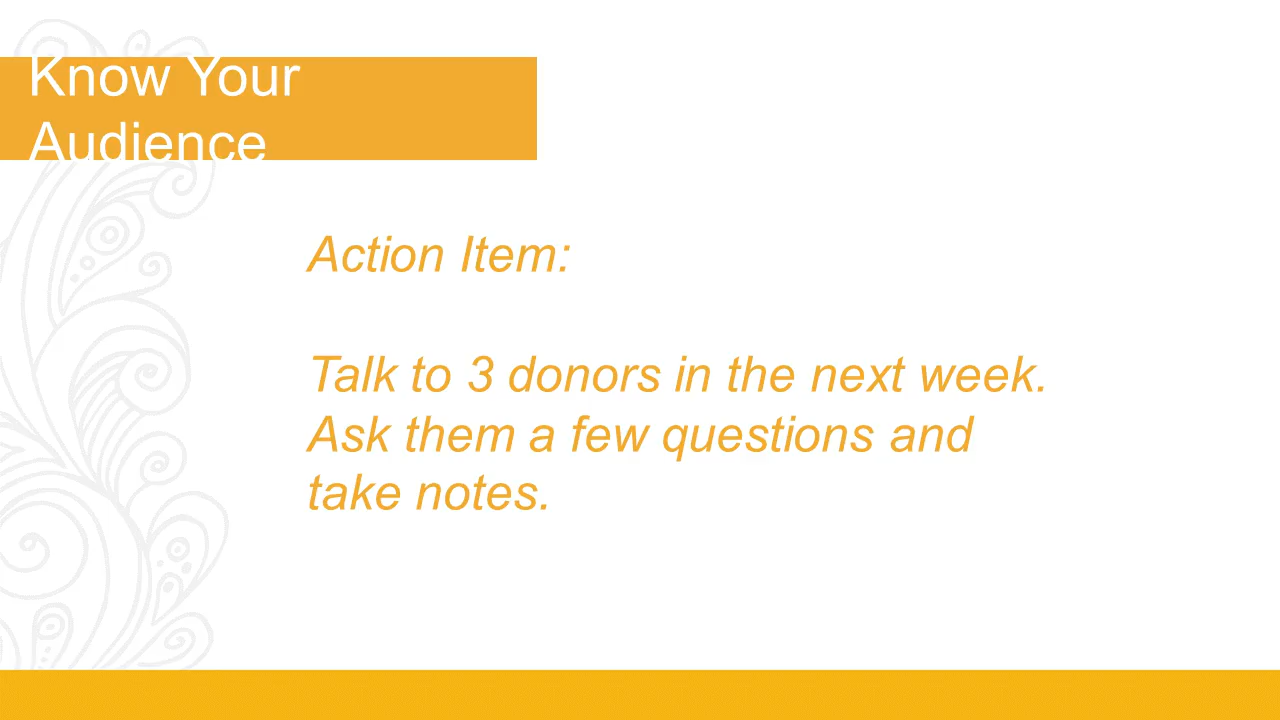 Know Your
Audience
Action Item:
Talk to 3 donors in the next week.
Ask them a few questions and
take notes.